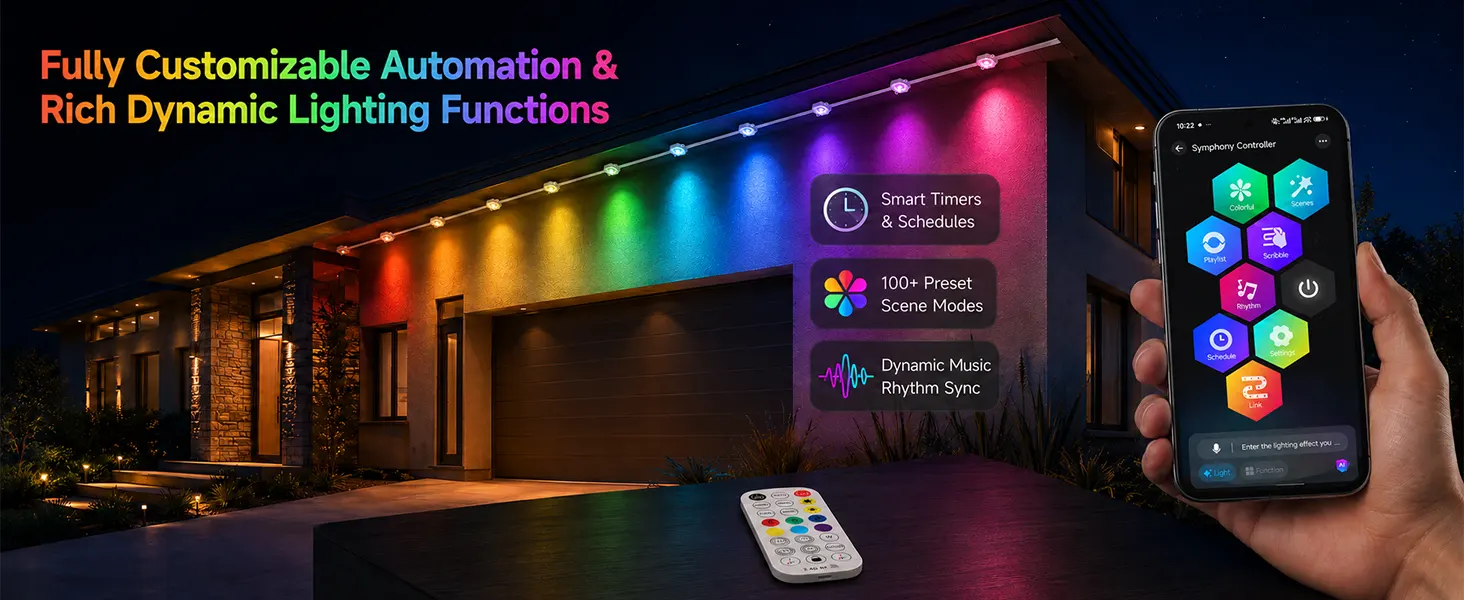 Fully Customizable Automation &
Rich Dynamic Lighting Functions
Smart Timers
& Schedules
100+ Preset
Scene Modes
Dynamic Music
Rhythm Sync
10:22
Symphony Controller
Colorful
Scenes
Playlist
Scribble
Rhythm
Schedule
Settings
Link
Enter the lighting effect you ...
Light
Function
AI